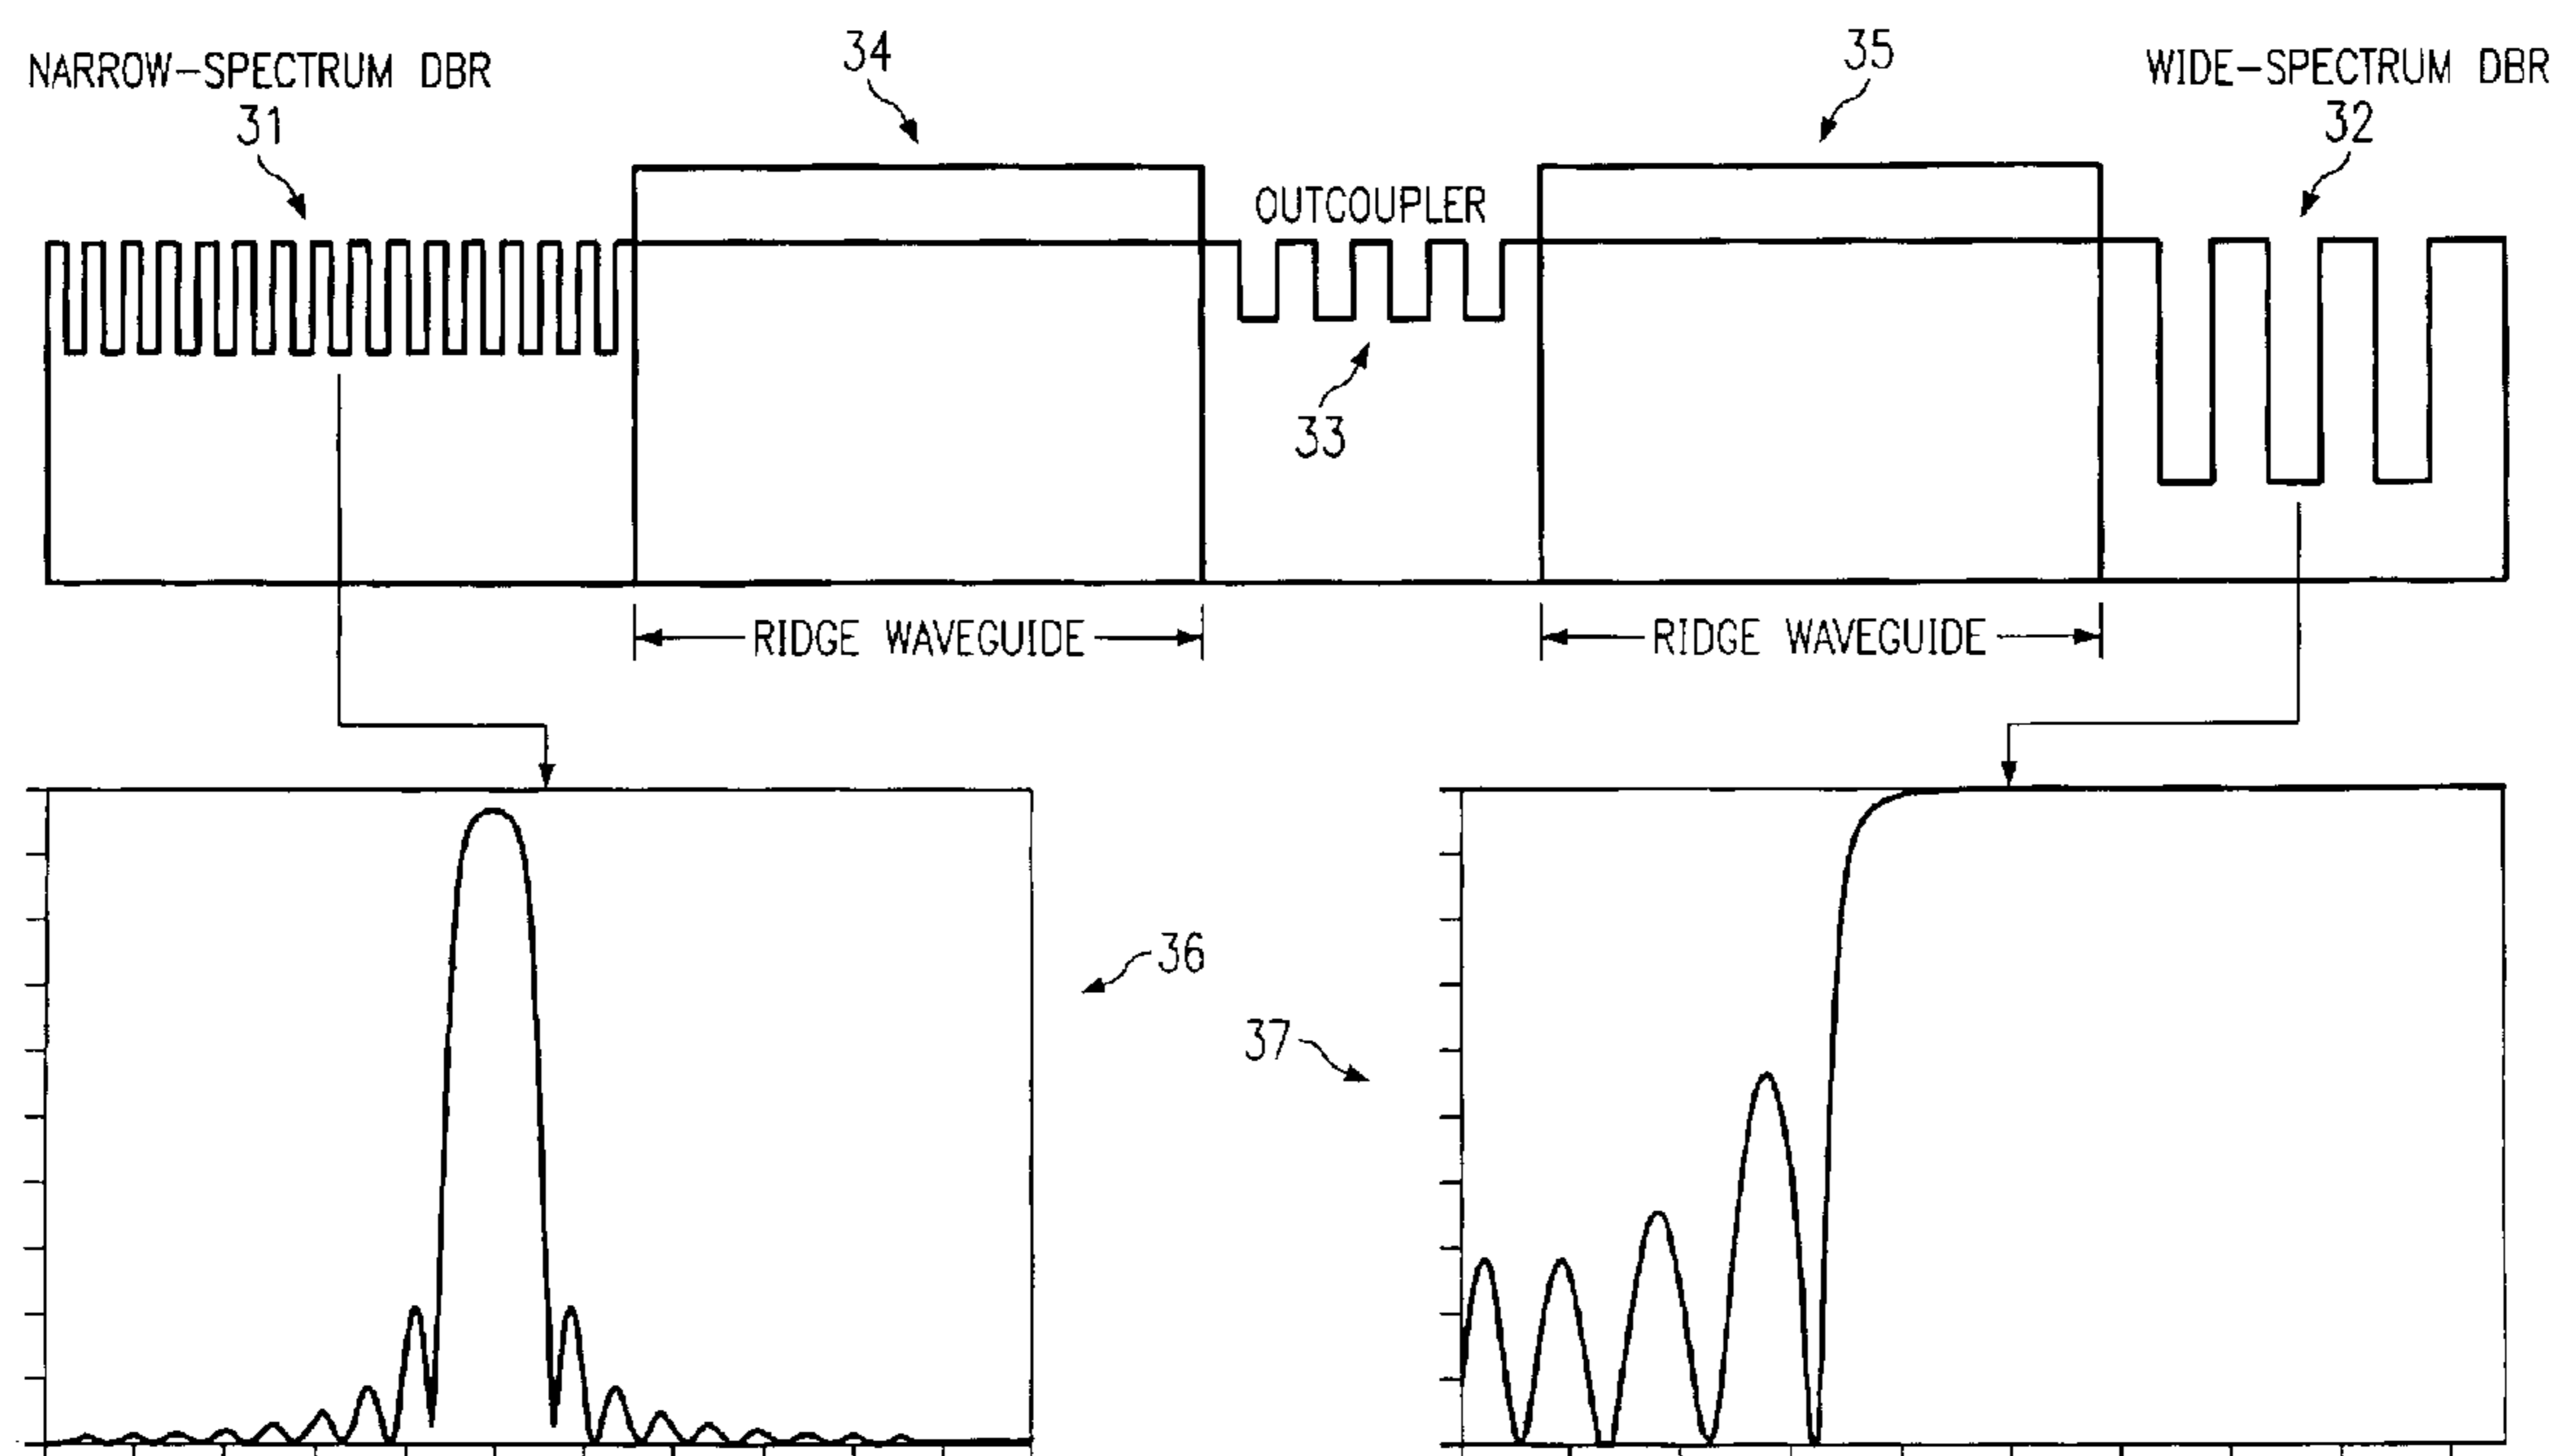 NARROW-SPECTRUM DBR
31
34
35
WIDE-SPECTRUM DBR
32
OUTCOUPLER
33
RIDGE WAVEGUIDE
RIDGE WAVEGUIDE
36
37